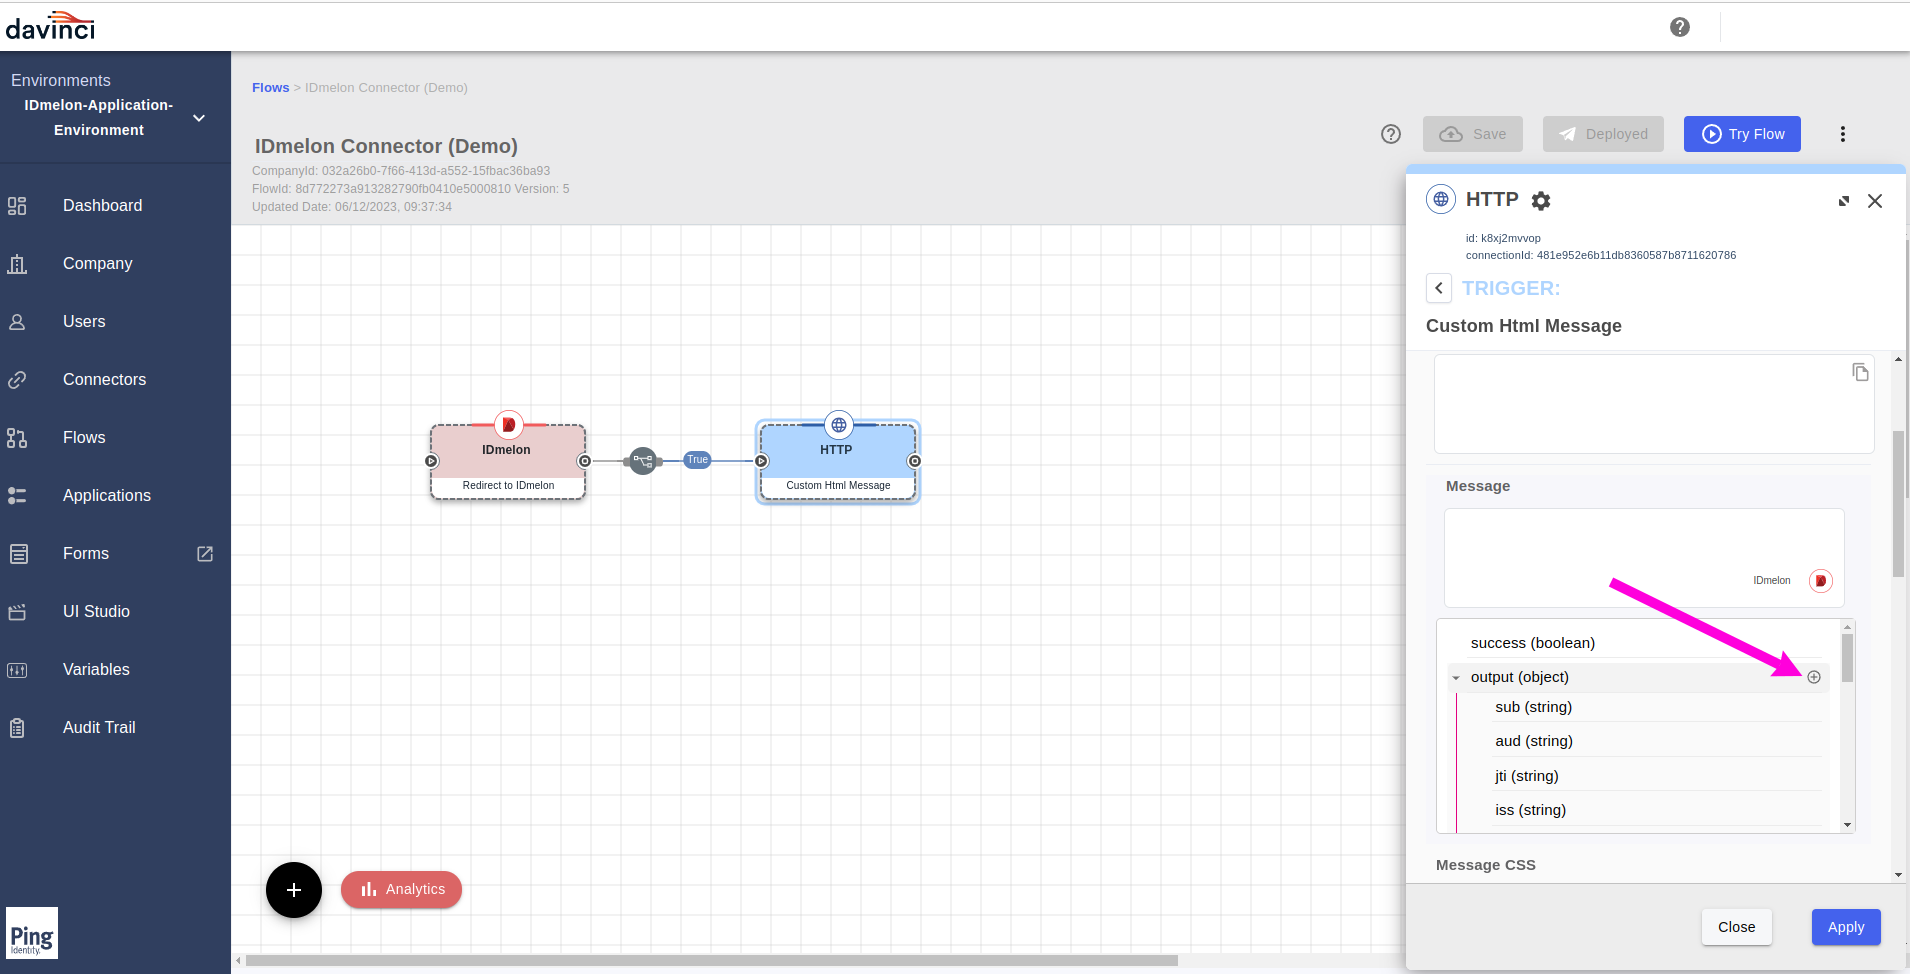 davinci
Environments
IDmelon-Application-
Environment
Dashboard
Company
Users
Connectors
Flows
Applications
Forms
UI Studio
Variables
Audit Trail
Ping
Identity.
Flows > IDmelon Connector (Demo)
IDmelon Connector (Demo)
CompanyId: 032a26b0-7f66-413d-a552-15fbac36ba93
FlowId: 8d772273a913282790fb0410e5000810 Version: 5
Updated Date: 06/12/2023, 09:37:34
Save
Deployed
Try Flow
IDmelon
Redirect to IDmelon
True
HTTP
Custom Html Message
Analytics
HTTP
id: k8xj2mvvop
connectionId: 481e952e6b11db8360587b8711620786
TRIGGER:
Custom Html Message
Message
IDmelon
success (boolean)
output (object)
sub (string)
aud (string)
jti (string)
iss (string)
Message CSS
Close
Apply